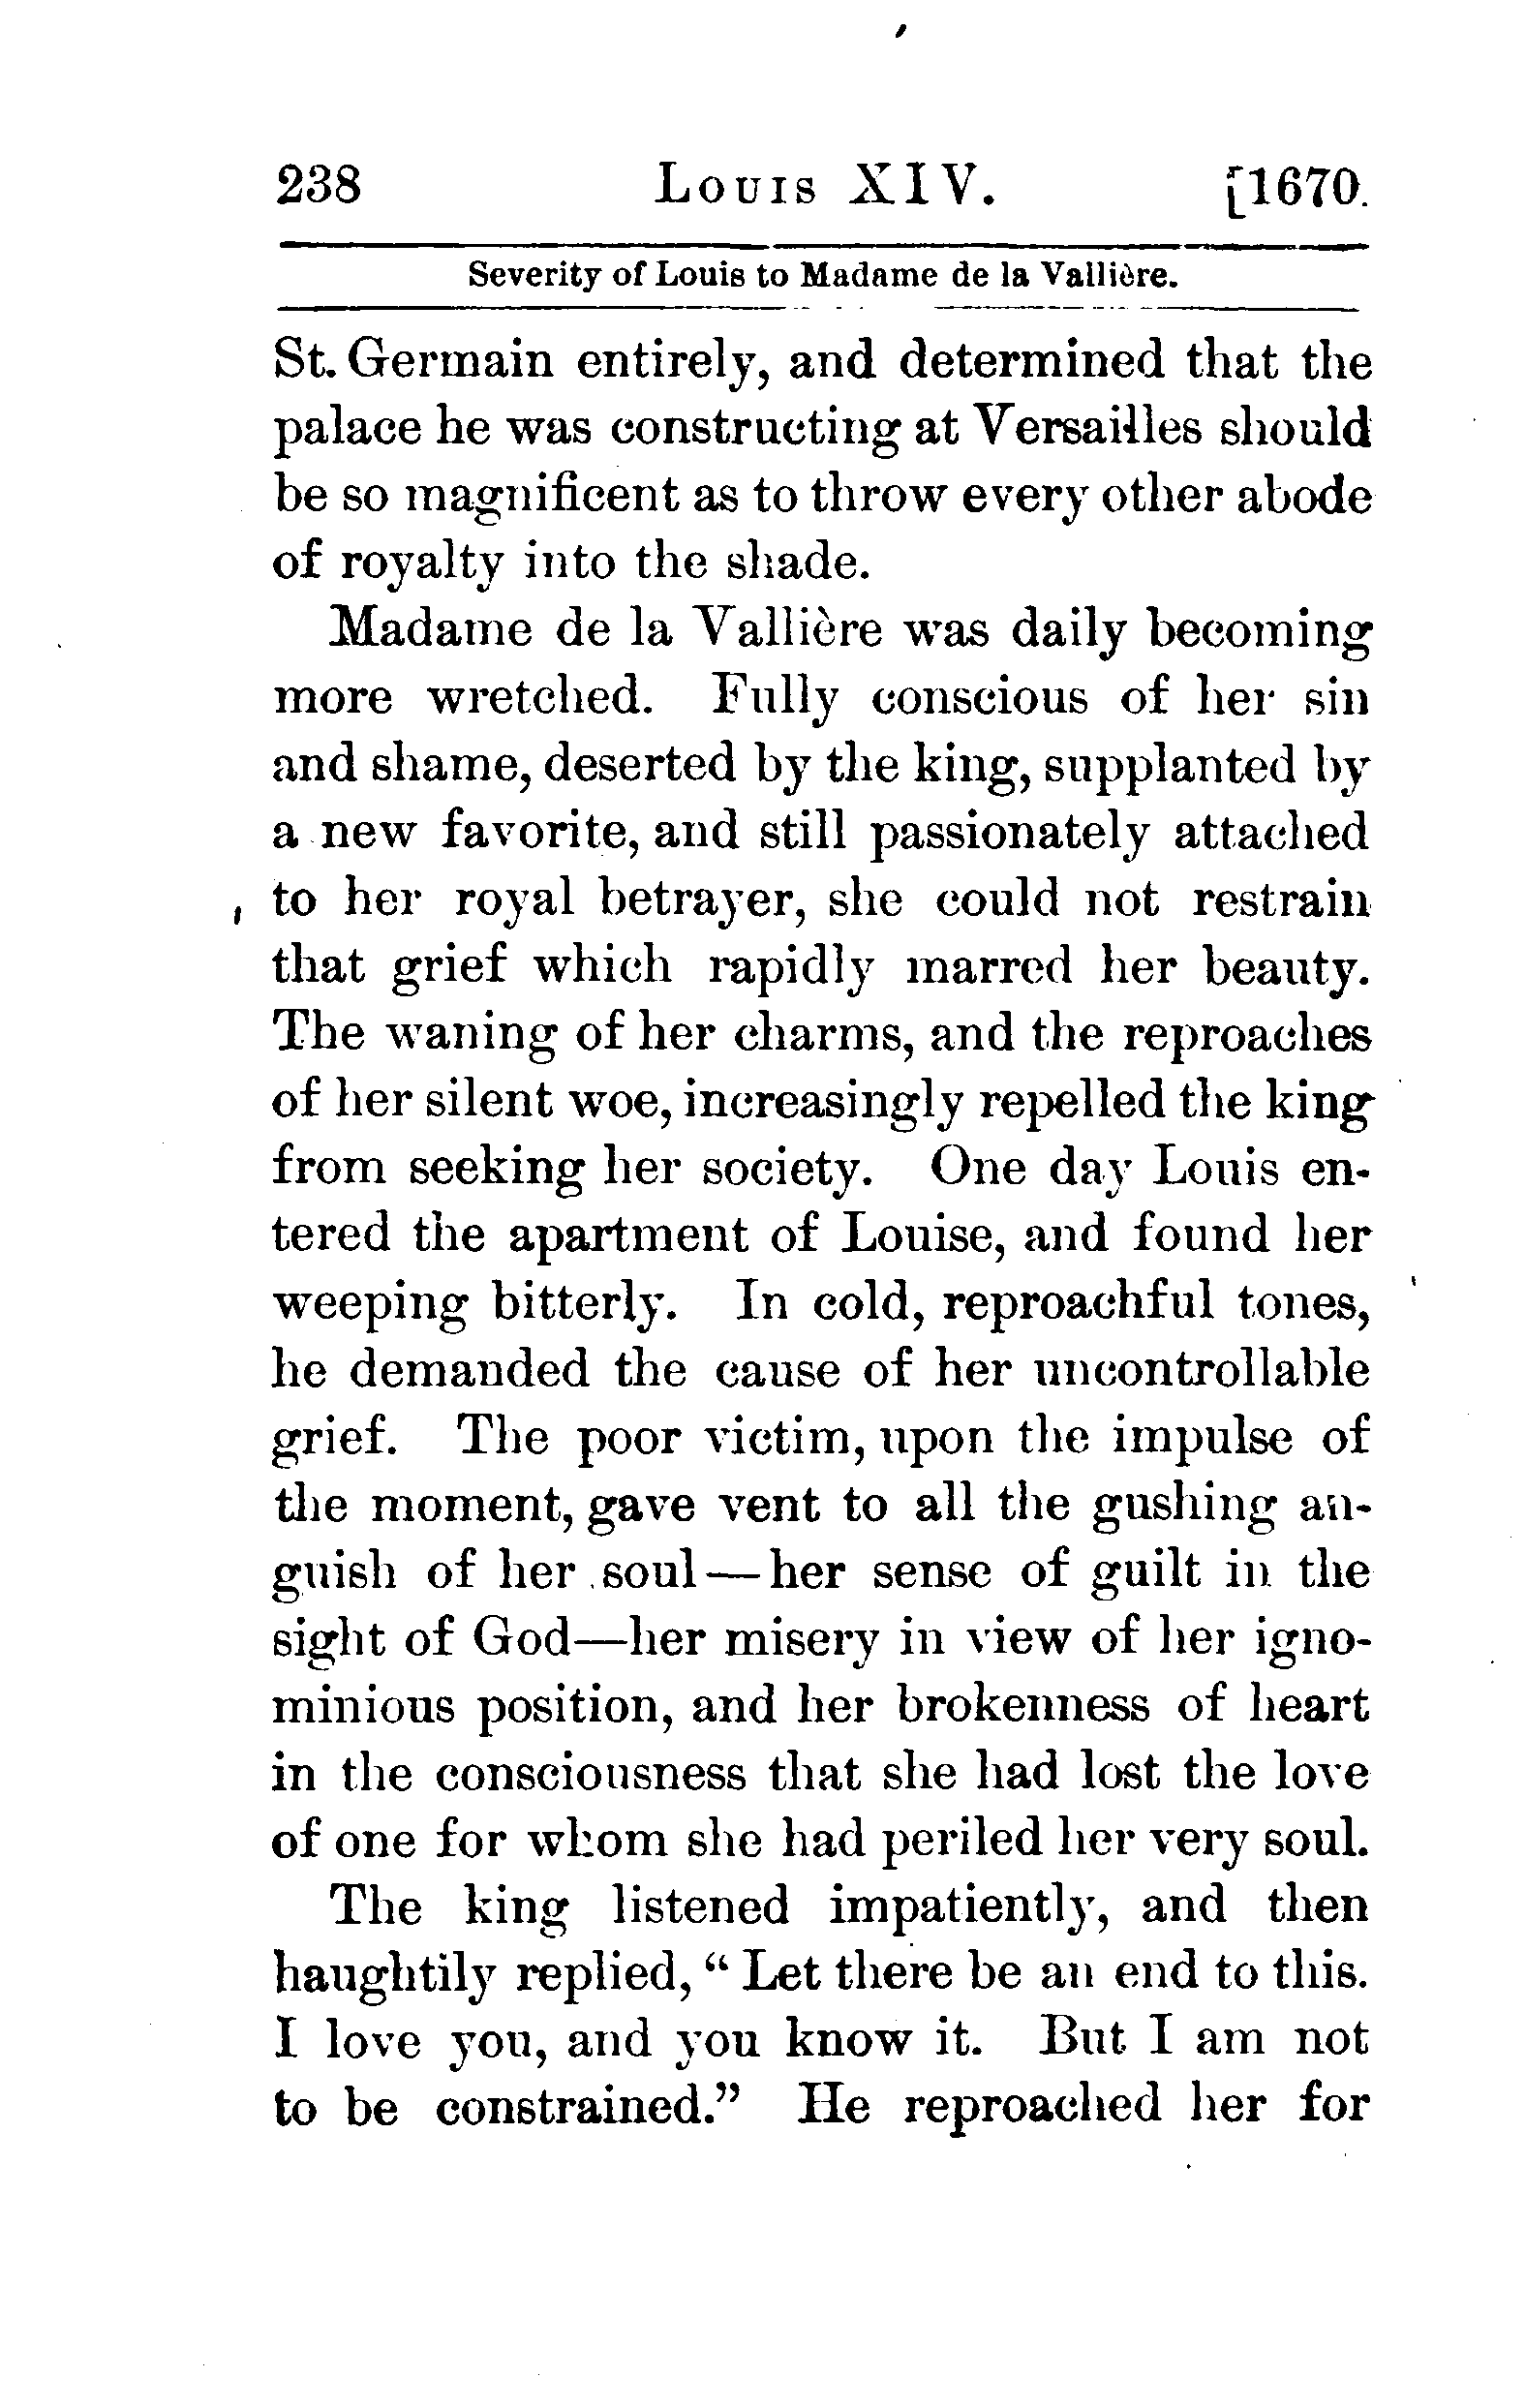 238 Louis XIV. [1670.
Severity of Louis to Madame de la Vallière.
St. Germain entirely, and determined that the
palace he was constructing at Versailles should
be so magnificent as to throw every other abode
of royalty into the shade.
Madame de la Vallière was daily becoming
more wretched. Fully conscious of her sin
and shame, deserted by the king, supplanted by
a new favorite, and still passionately attached
to her royal betrayer, she could not restrain
that grief which rapidly marred her beauty.
The waning of her charms, and the reproaches
of her silent woe, increasingly repelled the king
from seeking her society. One day Louis en-
tered the apartment of Louise, and found her
weeping bitterly. In cold, reproachful tones,
he demanded the cause of her uncontrollable
grief. The poor victim, upon the impulse of
the moment, gave vent to all the gushing an-
guish of her soul—her sense of guilt in the
sight of God—her misery in view of her igno-
minious position, and her brokenness of heart
in the consciousness that she had lost the love
of one for whom she had periled her very soul.
The king listened impatiently, and then
haughtily replied, “Let there be an end to this.
I love you, and you know it. But I am not
to be constrained.” He reproached her for